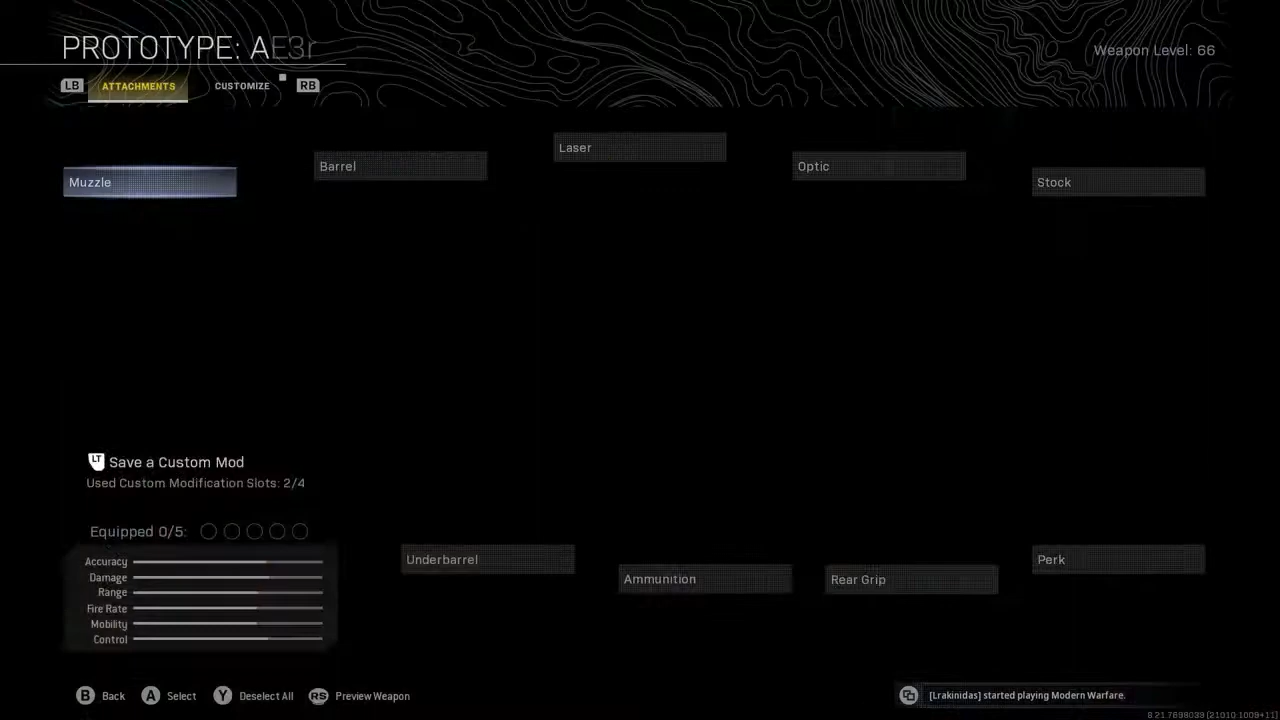 PROTOTYPE: AE3r
Weapon Level: 66
LB ATTACHMENTS CUSTOMIZE RB
Laser
Barrel
Optic
Muzzle
Stock
LT Save a Custom Mod
Used Custom Modification Slots: 2/4
Equipped 0/5:
Accuracy
Damage
Range
Fire Rate
Mobility
Control
Underbarrel
Perk
Ammunition
Rear Grip
B Back A Select Y Deselect All RS Preview Weapon
[Lrakinidas] started playing Modern Warfare.